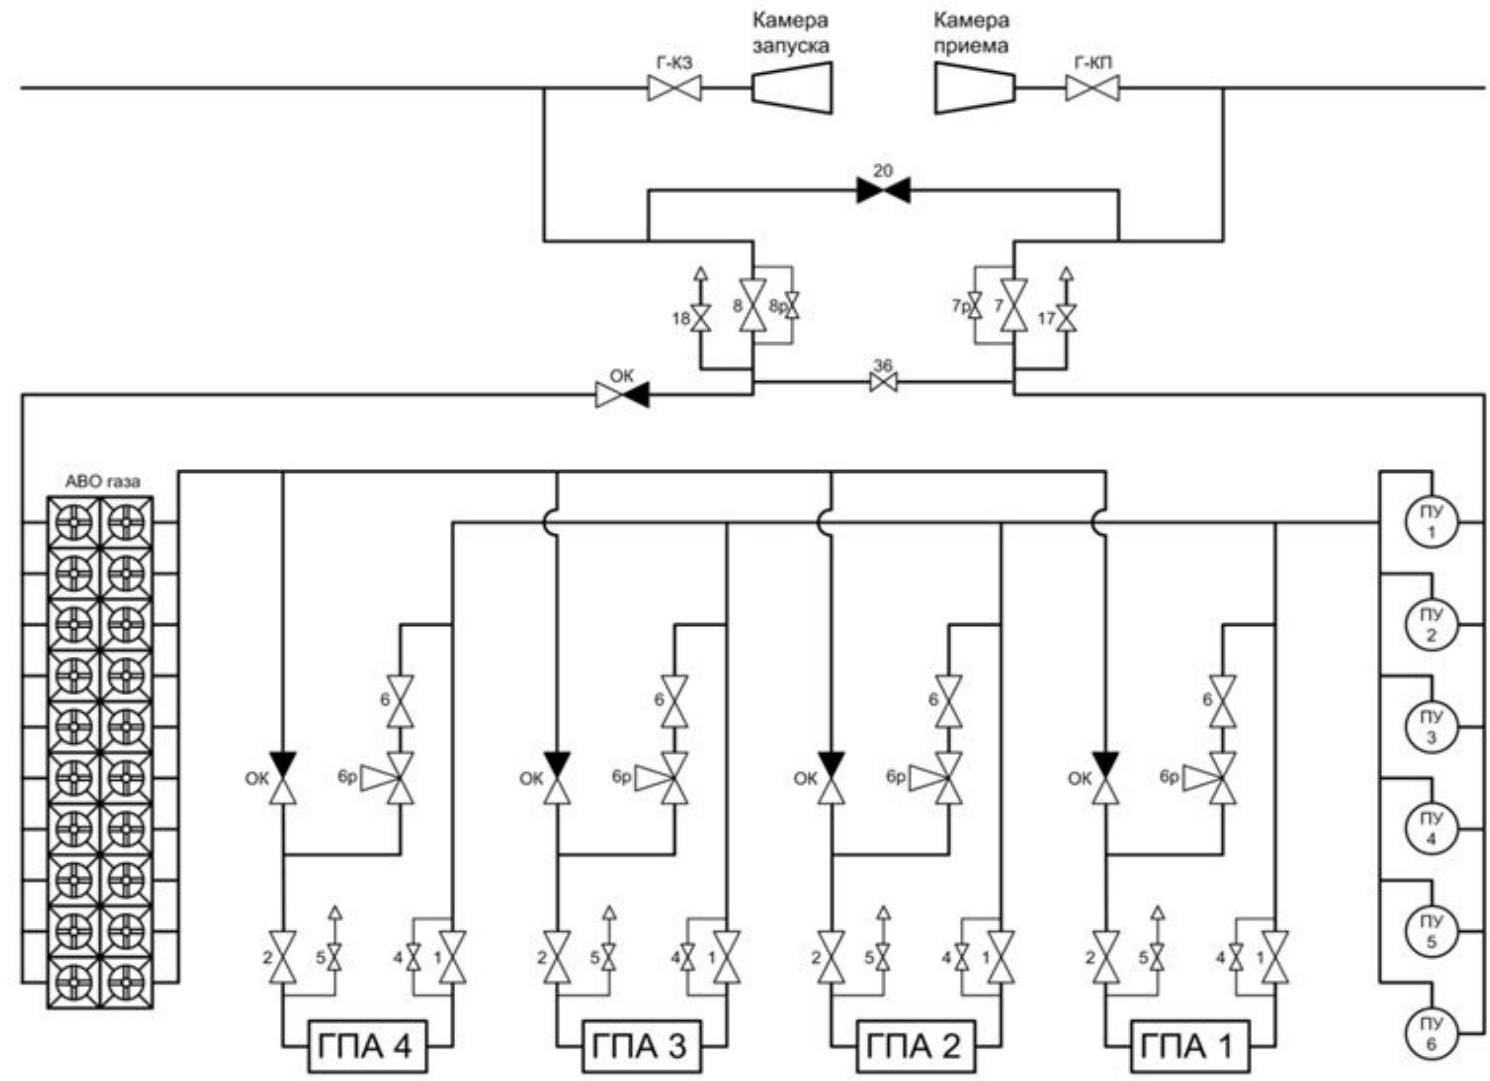 Камера
запуска
Камера
приема
Г-КЗ
Г-КП
20
18
8
8р
7р
7
17
36
ОК
АВО газа
ПУ
1
ПУ
2
ПУ
3
ПУ
4
ПУ
5
ПУ
6
6
6
6
6
ОК
6р
ОК
6р
ОК
6р
ОК
6р
2
5
4
1
2
5
4
1
2
5
4
1
2
5
4
1
ГПА 4
ГПА 3
ГПА 2
ГПА 1